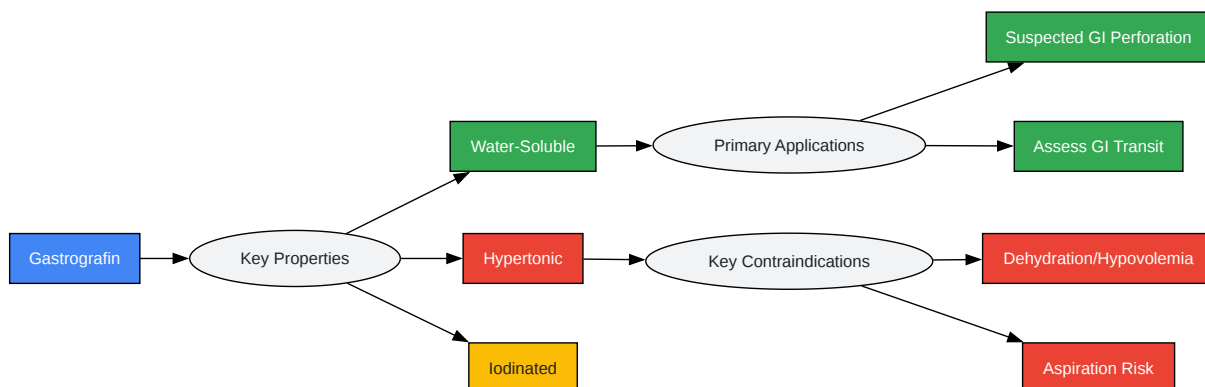 Suspected GI Perforation
Water-Soluble
Primary Applications
Assess GI Transit
Gastrografin
Key Properties
Hypertonic
Key Contraindications
Dehydration/Hypovolemia
Iodinated
Aspiration Risk